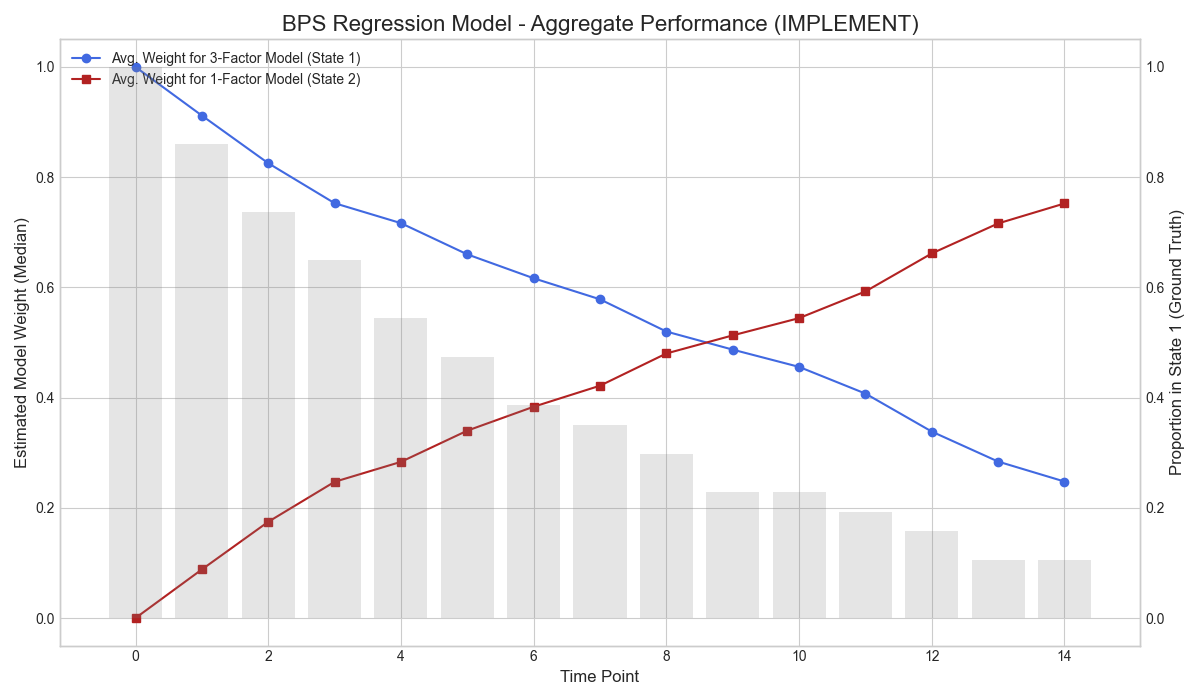 BPS Regression Model - Aggregate Performance (IMPLEMENT)
Avg. Weight for 3-Factor Model (State 1)
Avg. Weight for 1-Factor Model (State 2)
Estimated Model Weight (Median)
1.0
0.8
0.6
0.4
0.2
0.0
1.0
0.8
0.6
0.4
0.2
0.0
Proportion in State 1 (Ground Truth)
0 2 4 6 8 10 12 14
Time Point